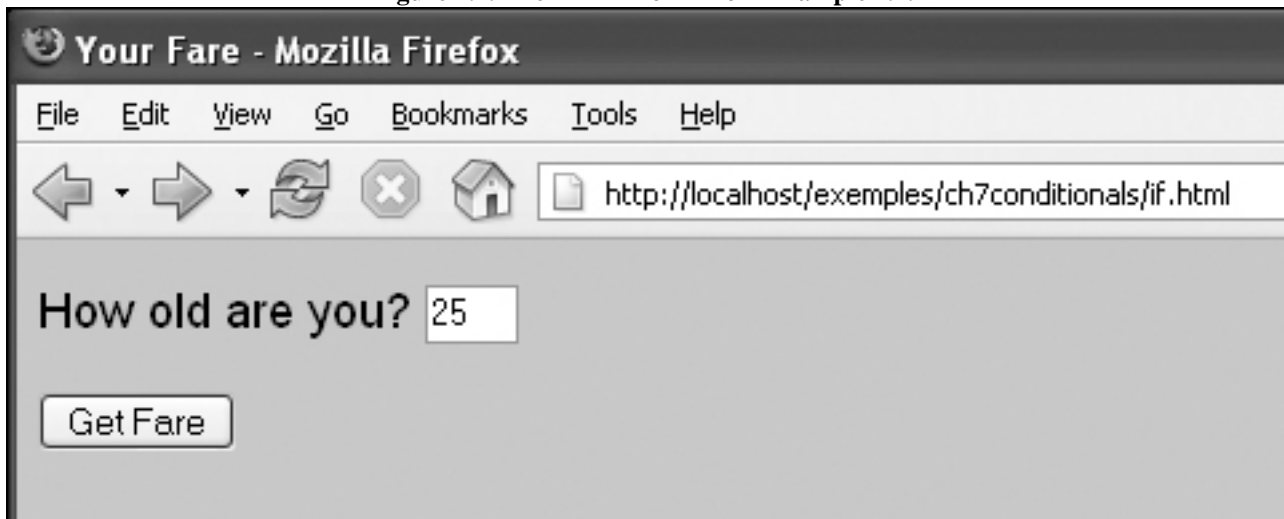 Your Fare - Mozilla Firefox
File Edit View Go Bookmarks Tools Help
http://localhost/exemples/ch7conditionals/if.html
How old are you? 25
Get Fare